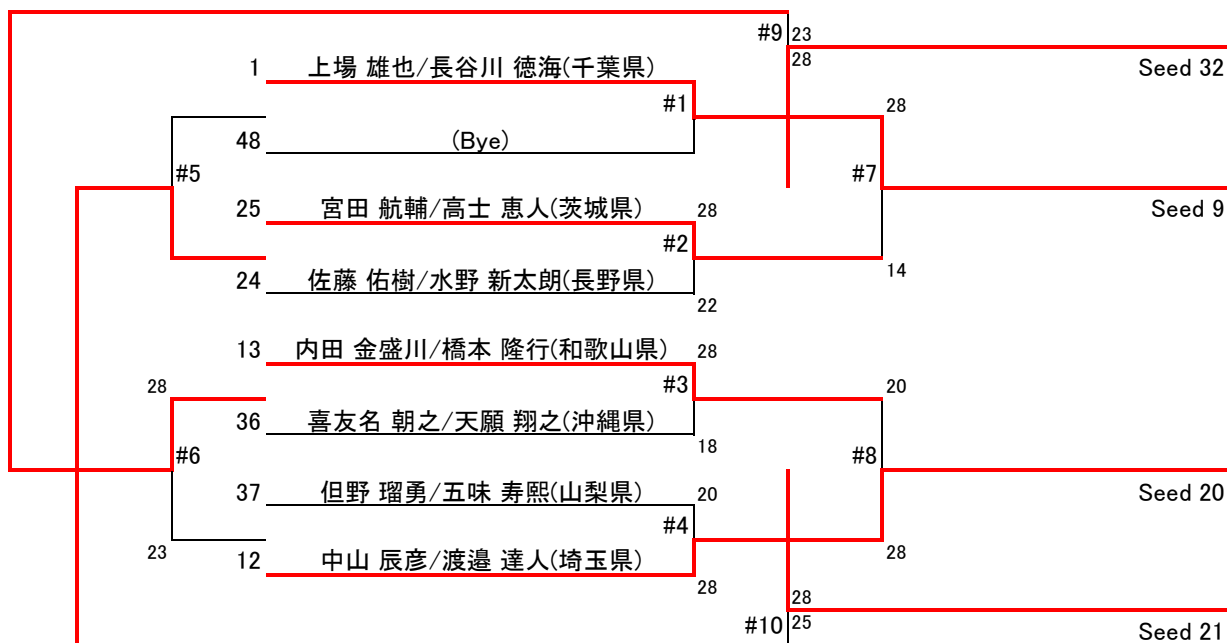 #9 23
1 上場 雄也/長谷川 徳海(千葉県) 28 Seed 32
#1 28
48 (Bye)
#5 #7
25 宮田 航輔/高士 恵人(茨城県) 28 Seed 9
#2 14
24 佐藤 佑樹/水野 新太朗(長野県) 22
13 内田 金盛川/橋本 隆行(和歌山県) 28
28 #3 20
36 喜友名 朝之/天願 翔之(沖縄県) 18
#6 #8
37 但野 瑠勇/五味 寿熙(山梨県) 20 Seed 20
23 #4 28
12 中山 辰彦/渡邉 達人(埼玉県) 28
28
#10 25 Seed 21